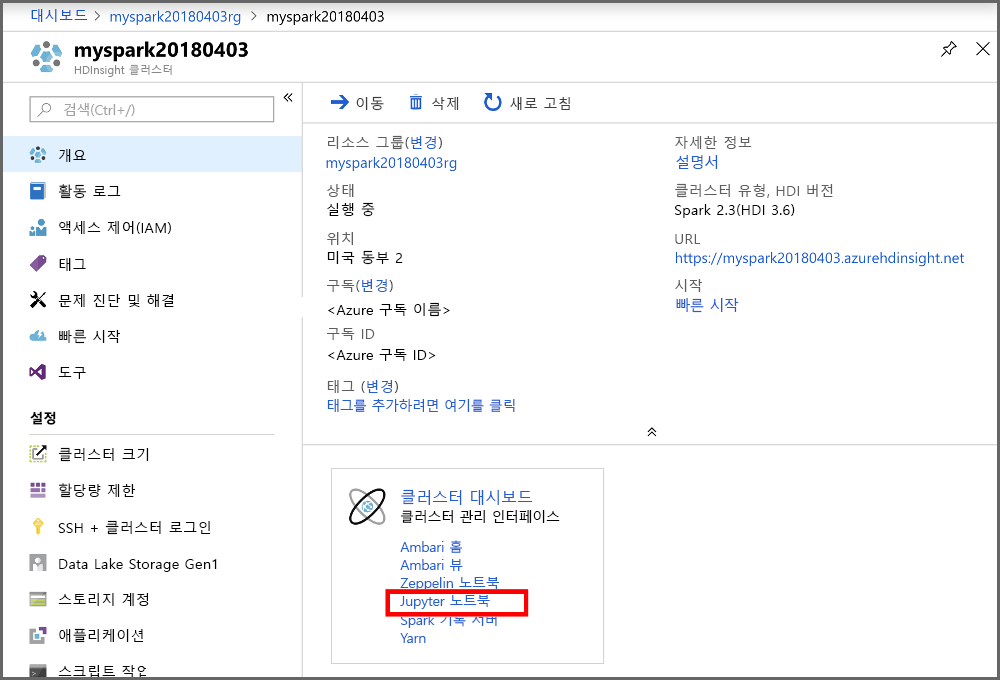 대시보드 > myspark20180403rg > myspark20180403
myspark20180403
HDInsight 클러스터
검색(Ctrl+/)
«
개요
활동 로그
액세스 제어(IAM)
태그
문제 진단 및 해결
빠른 시작
도구
설정
클러스터 크기
할당량 제한
SSH + 클러스터 로그인
Data Lake Storage Gen1
스토리지 계정
애플리케이션
스크립트 작업
이동 삭제 새로 고침
리소스 그룹(변경)
myspark20180403rg
상태
실행 중
위치
미국 동부 2
구독(변경)
<Azure 구독 이름>
구독 ID
<Azure 구독 ID>
태그 (변경)
태그를 추가하려면 여기를 클릭
자세한 정보
설명서
클러스터 유형, HDI 버전
Spark 2.3(HDI 3.6)
URL
https://myspark20180403.azurehdinsight.net
시작
빠른 시작
클러스터 대시보드
클러스터 관리 인터페이스
Ambari 홈
Ambari 뷰
Zeppelin 노트북
Jupyter 노트북
Spark 기록 서버
Yarn